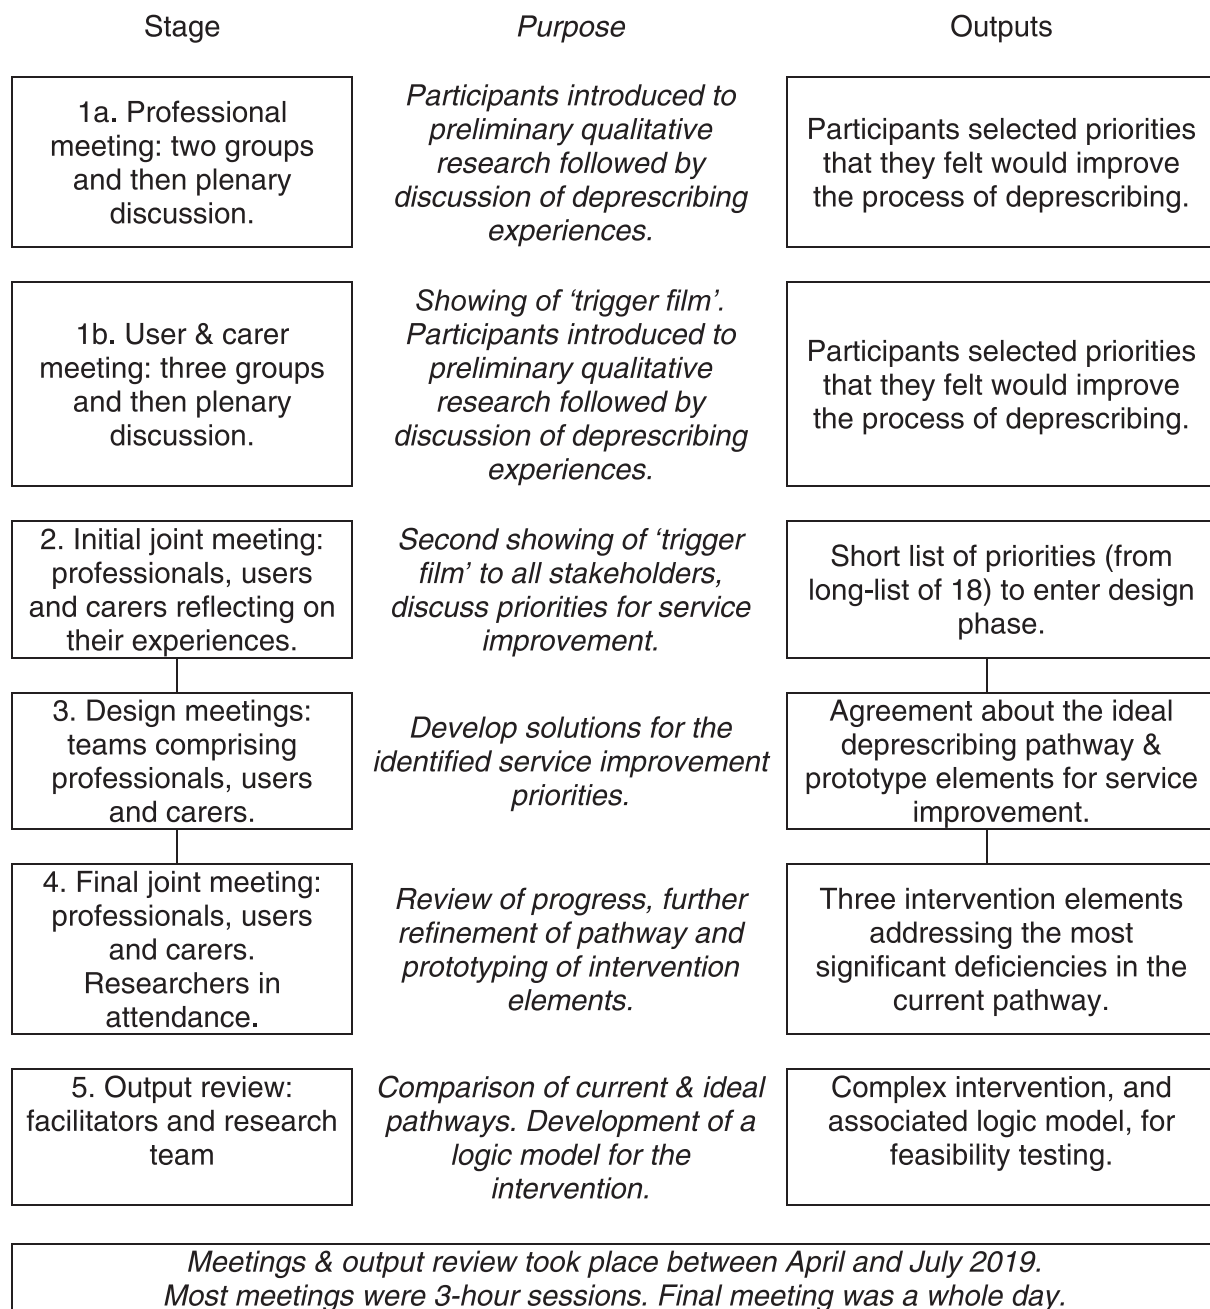 Stage
Purpose
Outputs
1a. Professional
meeting: two groups
and then plenary
discussion.
Participants introduced to
preliminary qualitative
research followed by
discussion of deprescribing
experiences.
Participants selected priorities
that they felt would improve
the process of deprescribing.
1b. User & carer
meeting: three groups
and then plenary
discussion.
Showing of ‘trigger film’.
Participants introduced to
preliminary qualitative
research followed by
discussion of deprescribing
experiences.
Participants selected priorities
that they felt would improve
the process of deprescribing.
2. Initial joint meeting:
professionals, users
and carers reflecting on
their experiences.
Second showing of ‘trigger
film’ to all stakeholders,
discuss priorities for service
improvement.
Short list of priorities (from
long-list of 18) to enter design
phase.
3. Design meetings:
teams comprising
professionals, users
and carers.
Develop solutions for the
identified service improvement
priorities.
Agreement about the ideal
deprescribing pathway &
prototype elements for service
improvement.
4. Final joint meeting:
professionals, users
and carers.
Researchers in
attendance.
Review of progress, further
refinement of pathway and
prototyping of intervention
elements.
Three intervention elements
addressing the most
significant deficiencies in the
current pathway.
5. Output review:
facilitators and research
team
Comparison of current & ideal
pathways. Development of a
logic model for the
intervention.
Complex intervention, and
associated logic model, for
feasibility testing.
Meetings & output review took place between April and July 2019.
Most meetings were 3-hour sessions. Final meeting was a whole day.